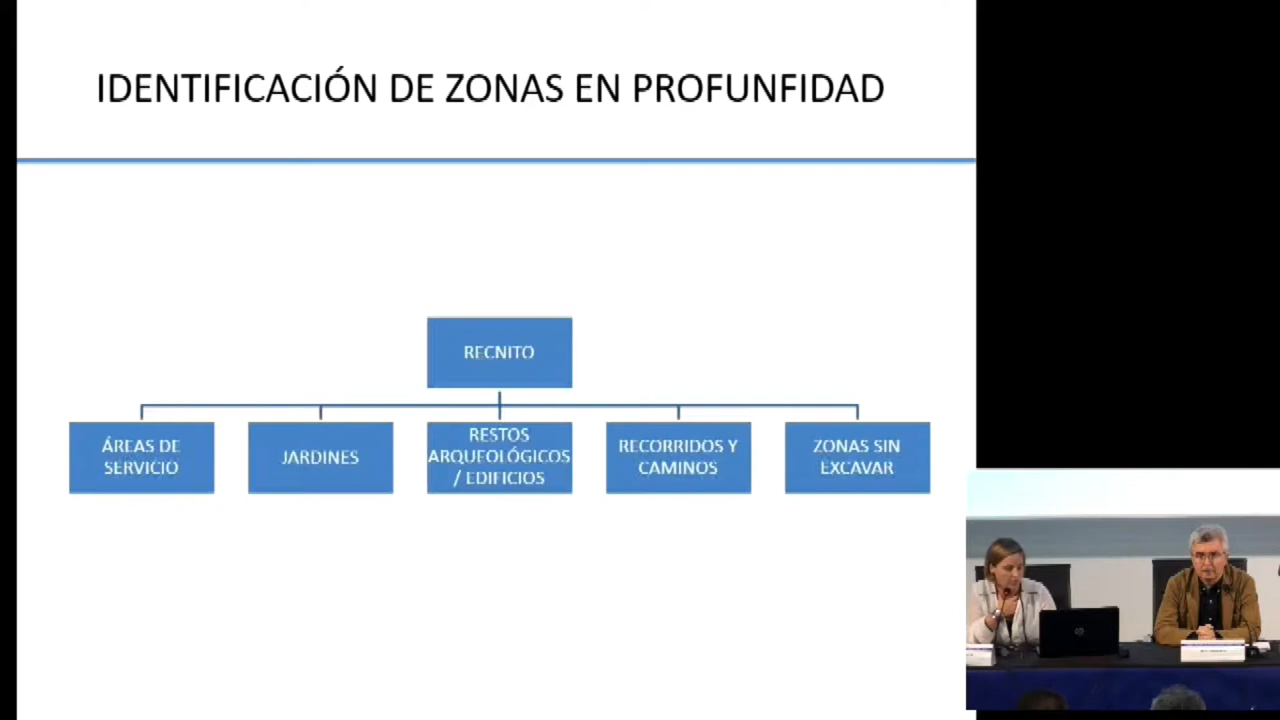 IDENTIFICACIÓN DE ZONAS EN PROFUNFIDAD
RECNITO
ÁREAS DE
SERVICIO
JARDINES
RESTOS
ARQUEOLÓGICOS
/ EDIFICIOS
RECORRIDOS Y
CAMINOS
ZONAS SIN
EXCAVAR